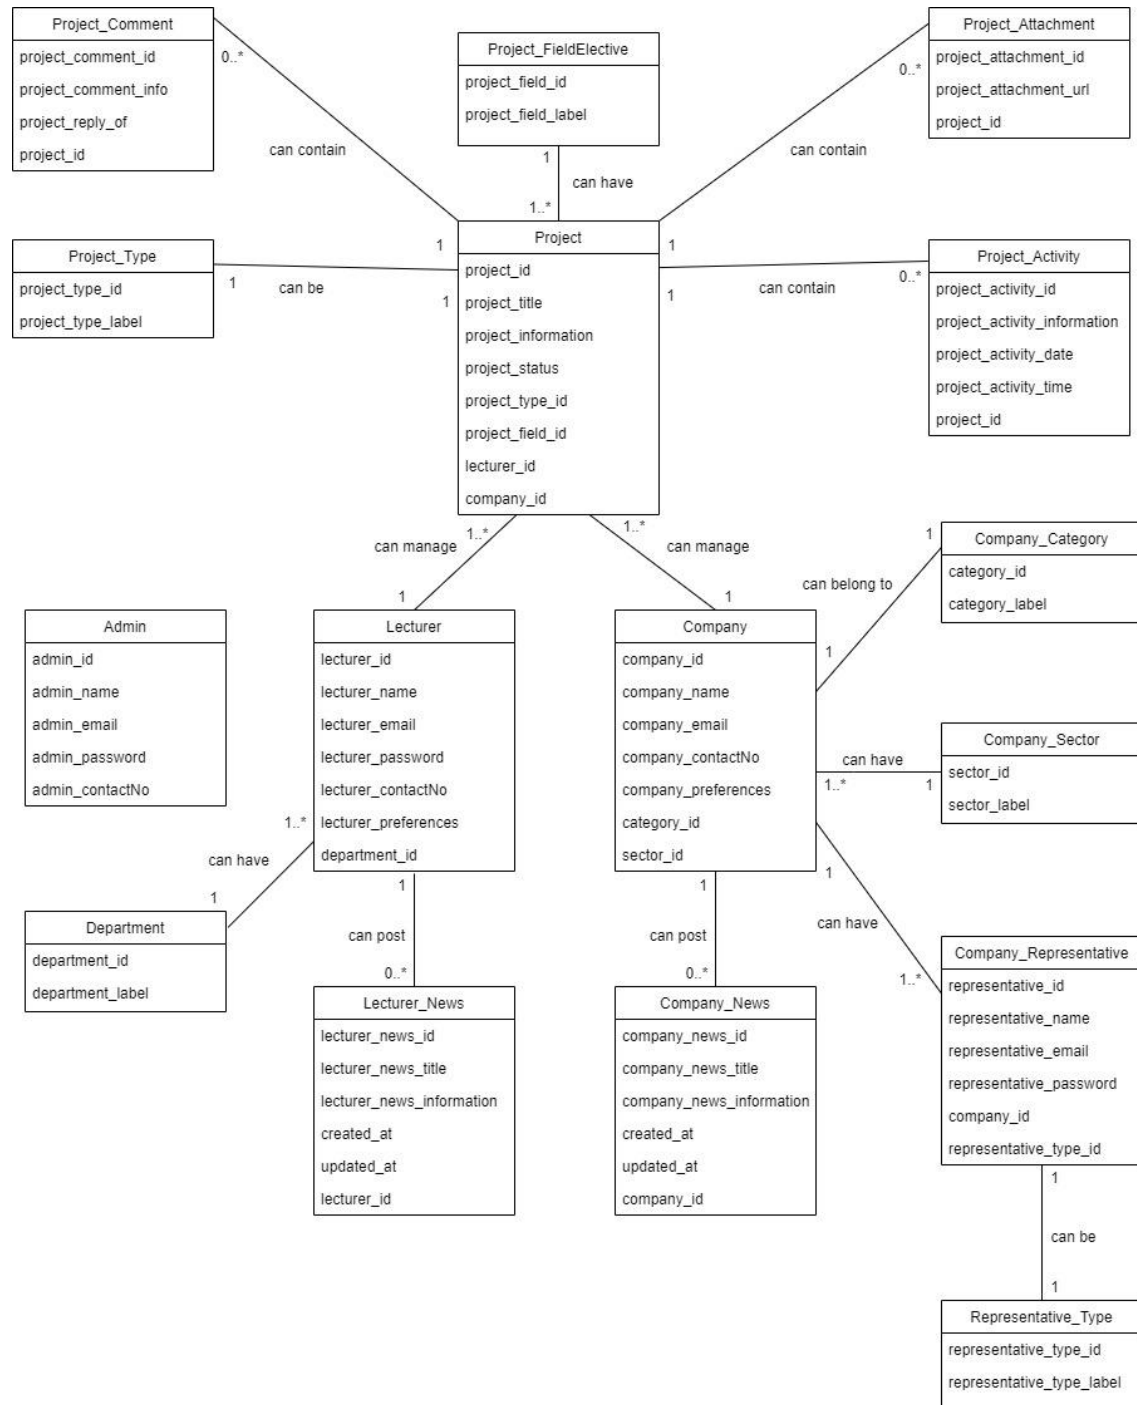 Project_Comment
project_comment_id
project_comment_info
project_reply_of
project_id
0..*
can contain
Project_FieldElective
project_field_id
project_field_label
1
can have
1..*
Project_Attachment
project_attachment_id
project_attachment_url
project_id
0..*
can contain
Project_Type
project_type_id
project_type_label
1
can be
1
1
Project
project_id
project_title
project_information
project_status
project_type_id
project_field_id
lecturer_id
company_id
1
1
can contain
0..*
Project_Activity
project_activity_id
project_activity_information
project_activity_date
project_activity_time
project_id
1..*
can manage
1
1..*
can manage
1
Company_Category
category_id
category_label
1
can belong to
1
Admin
admin_id
admin_name
admin_email
admin_password
admin_contactNo
Lecturer
lecturer_id
lecturer_name
lecturer_email
lecturer_password
lecturer_contactNo
lecturer_preferences
department_id
Company
company_id
company_name
company_email
company_contactNo
company_preferences
category_id
sector_id
Company_Sector
sector_id
sector_label
can have
1..*
1
1..*
can have
1
Department
department_id
department_label
1
can post
0..*
1
can post
0..*
1
can have
1..*
Lecturer_News
lecturer_news_id
lecturer_news_title
lecturer_news_information
created_at
updated_at
lecturer_id
Company_News
company_news_id
company_news_title
company_news_information
created_at
updated_at
company_id
Company_Representative
representative_id
representative_name
representative_email
representative_password
company_id
representative_type_id
1
can be
1
Representative_Type
representative_type_id
representative_type_label